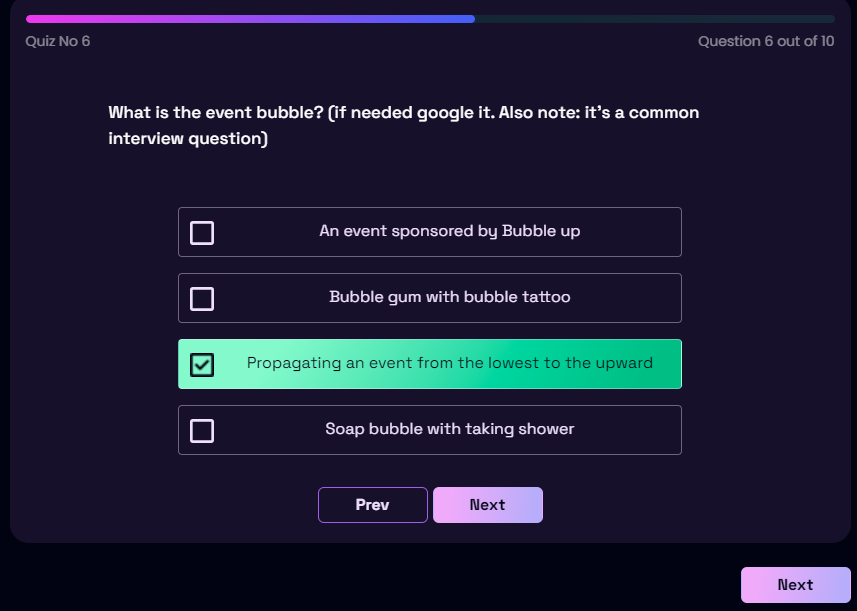 Quiz No 6
Question 6 out of 10
What is the event bubble? (if needed google it. Also note: it's a common
interview question)
An event sponsored by Bubble up
Bubble gum with bubble tattoo
Propagating an event from the lowest to the upward
Soap bubble with taking shower
Prev
Next
Next